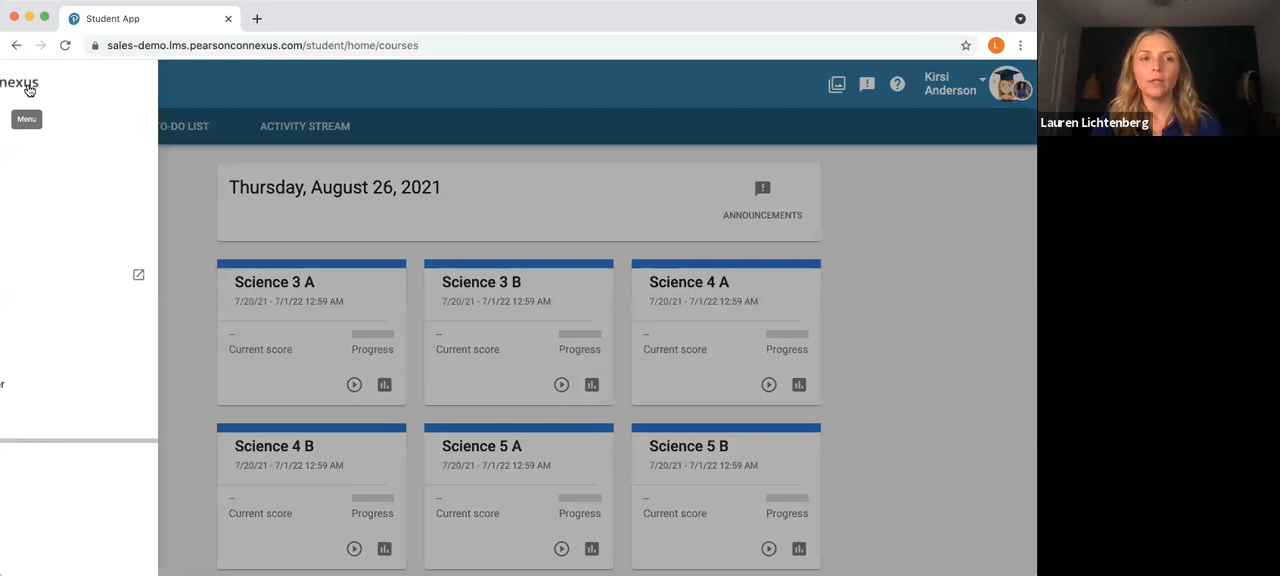 Student App
sales-demo.lms.pearsonconnexus.com/student/home/courses
L
nexus
Menu
Kirsi
Anderson
O-DO LIST
ACTIVITY STREAM
Lauren Lichtenberg
Thursday, August 26, 2021
ANNOUNCEMENTS
Science 3 A
7/20/21 - 7/1/22 12:59 AM
--
Current score
Progress
Science 3 B
7/20/21 - 7/1/22 12:59 AM
--
Current score
Progress
Science 4 A
7/20/21 - 7/1/22 12:59 AM
--
Current score
Progress
er
Science 4 B
7/20/21 - 7/1/22 12:59 AM
--
Current score
Progress
Science 5 A
7/20/21 - 7/1/22 12:59 AM
--
Current score
Progress
Science 5 B
7/20/21 - 7/1/22 12:59 AM
--
Current score
Progress